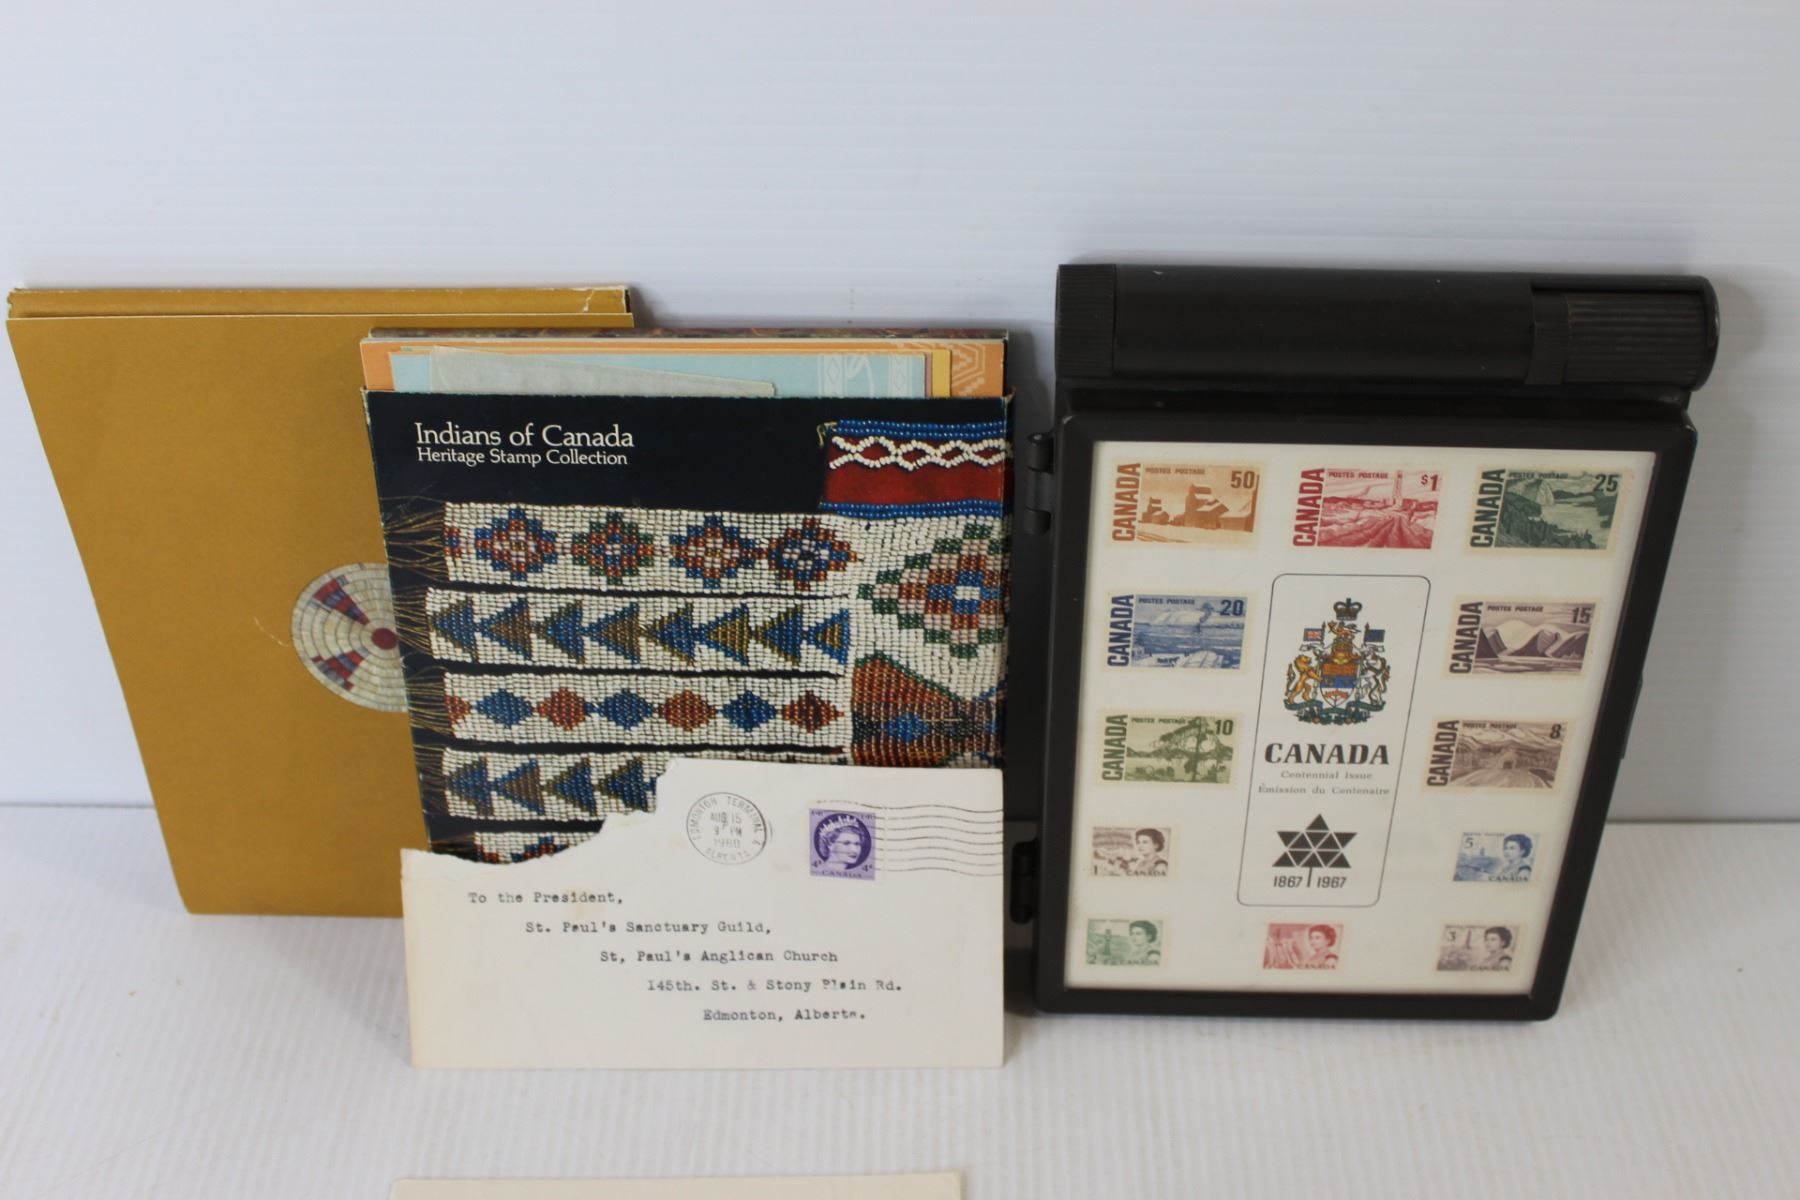 Indians of Canada
Heritage Stamp Collection
EDMONTON TERMINAL A
AUG 15
9 PM
1960
ALBERTA
4¢ 4¢
CANADA
To the President,
St. Paul's Sanctuary Guild,
St, Paul's Anglican Church
145th. St. & Stony Plain Rd.
Edmonton, Alberta.
CANADA
POSTES POSTAGE
50
CANADA
POSTES POSTAGE
$1
CANADA
POSTES POSTAGE
25
CANADA
POSTES POSTAGE
20
CANADA
POSTES POSTAGE
15
CANADA
POSTES POSTAGE
10
CANADA
POSTES POSTAGE
8
CANADA
Centennial Issue
Émission du Centenaire
1867 1967
1
CANADA
5
CANADA
2
CANADA
CANADA
3
CANADA